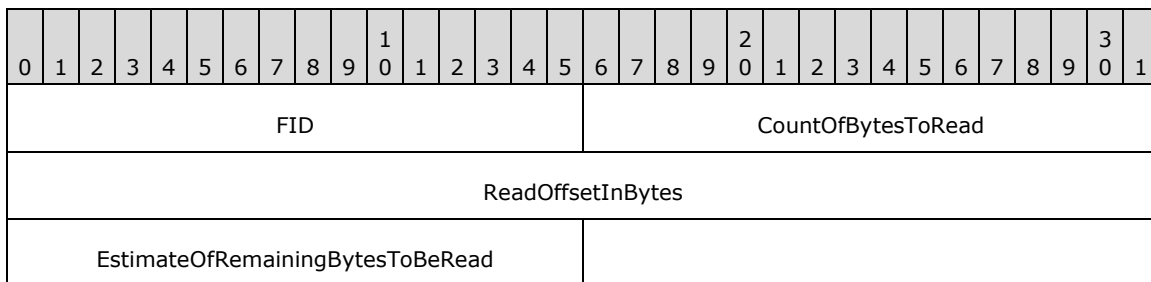 1 2 3
0 1 2 3 4 5 6 7 8 9 0 1 2 3 4 5 6 7 8 9 0 1 2 3 4 5 6 7 8 9 0 1
FID CountOfBytesToRead
ReadOffsetInBytes
EstimateOfRemainingBytesToBeRead